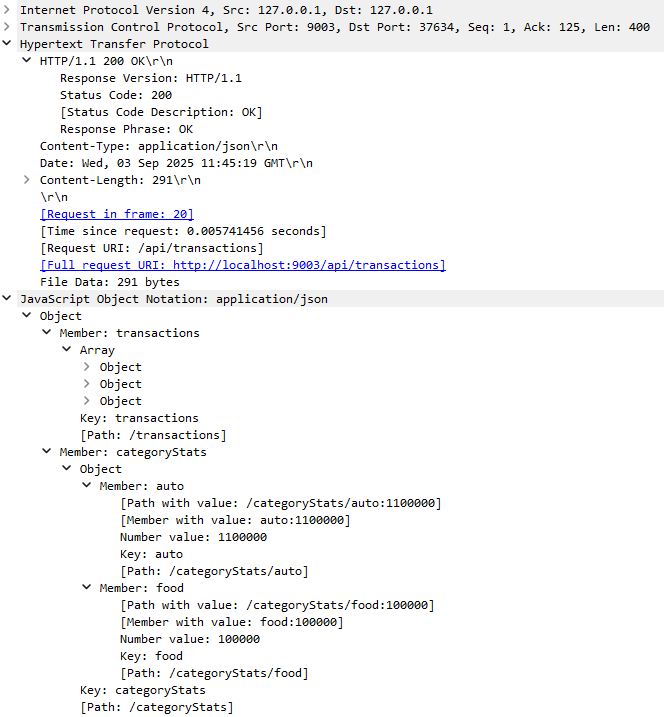 Internet Protocol Version 4, Src: 127.0.0.1, Dst: 127.0.0.1
Transmission Control Protocol, Src Port: 9003, Dst Port: 37634, Seq: 1, Ack: 125, Len: 400
Hypertext Transfer Protocol
HTTP/1.1 200 OK\r\n
Response Version: HTTP/1.1
Status Code: 200
[Status Code Description: OK]
Response Phrase: OK
Content-Type: application/json\r\n
Date: Wed, 03 Sep 2025 11:45:19 GMT\r\n
Content-Length: 291\r\n
\r\n
[Request in frame: 20]
[Time since request: 0.005741456 seconds]
[Request URI: /api/transactions]
[Full request URI: http://localhost:9003/api/transactions]
File Data: 291 bytes
JavaScript Object Notation: application/json
Object
Member: transactions
Array
Object
Object
Object
Key: transactions
[Path: /transactions]
Member: categoryStats
Object
Member: auto
[Path with value: /categoryStats/auto:1100000]
[Member with value: auto:1100000]
Number value: 1100000
Key: auto
[Path: /categoryStats/auto]
Member: food
[Path with value: /categoryStats/food:100000]
[Member with value: food:100000]
Number value: 100000
Key: food
[Path: /categoryStats/food]
Key: categoryStats
[Path: /categoryStats]